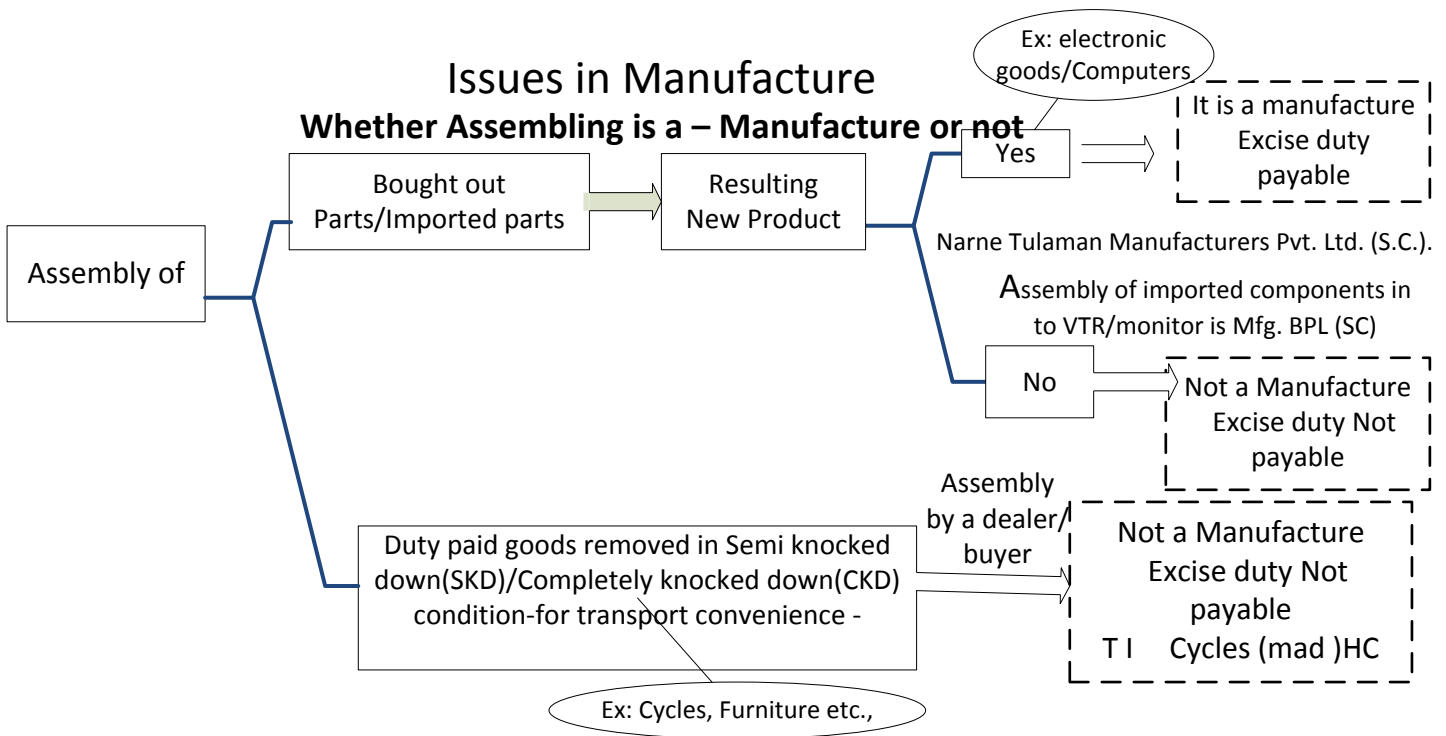 Issues in Manufacture
Whether Assembling is a – Manufacture or not
Ex: electronic
goods/Computers
Yes
It is a manufacture
Excise duty
payable
Bought out
Parts/Imported parts
Resulting
New Product
Assembly of
Narne Tulaman Manufacturers Pvt. Ltd. (S.C.).
Assembly of imported components in
to VTR/monitor is Mfg. BPL (SC)
No
Not a Manufacture
Excise duty Not
payable
Assembly
by a dealer/
buyer
Duty paid goods removed in Semi knocked
down(SKD)/Completely knocked down(CKD)
condition-for transport convenience -
Not a Manufacture
Excise duty Not
payable
T I Cycles (mad )HC
Ex: Cycles, Furniture etc.,